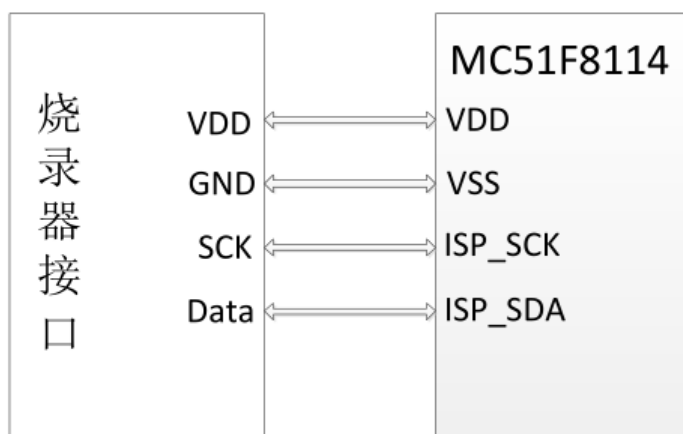 烧录器接口
VDD
GND
SCK
Data
MC51F8114
VDD
VSS
ISP_SCK
ISP_SDA